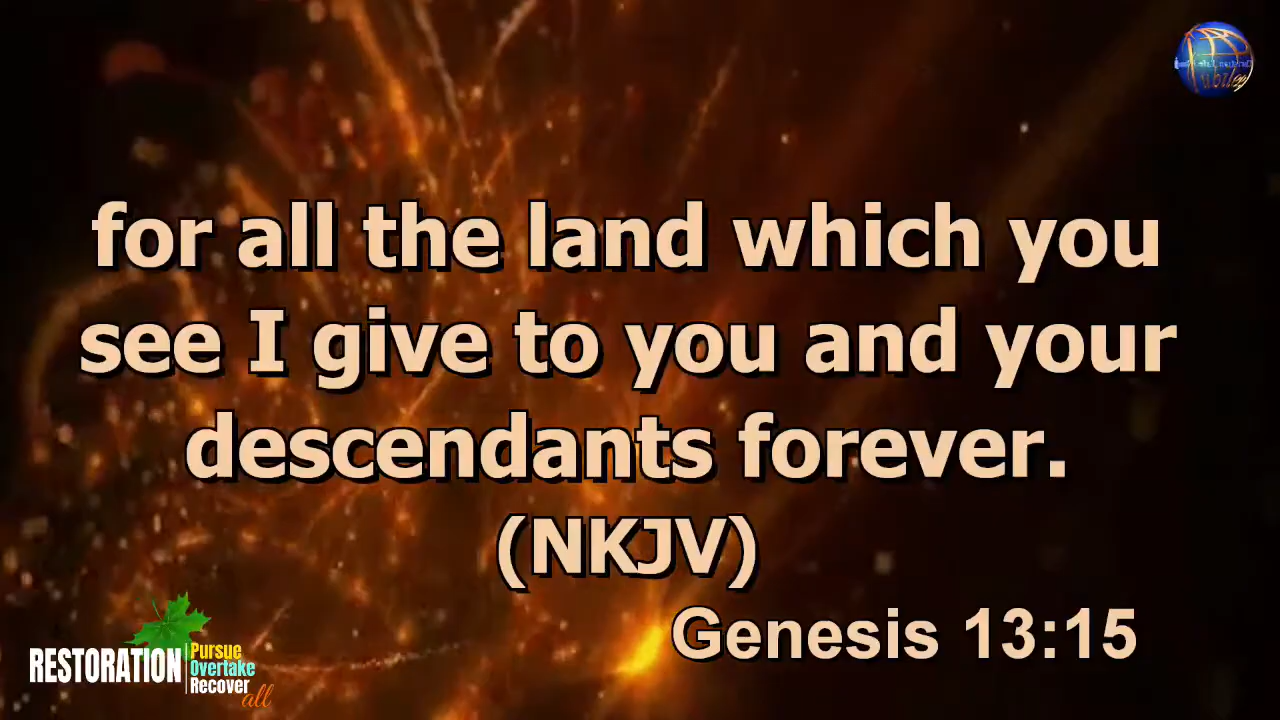 for all the land which you
see I give to you and your
descendants forever.
(NKJV)
Genesis 13:15
RESTORATION
Pursue
Overtake
Recover
all
ubilee